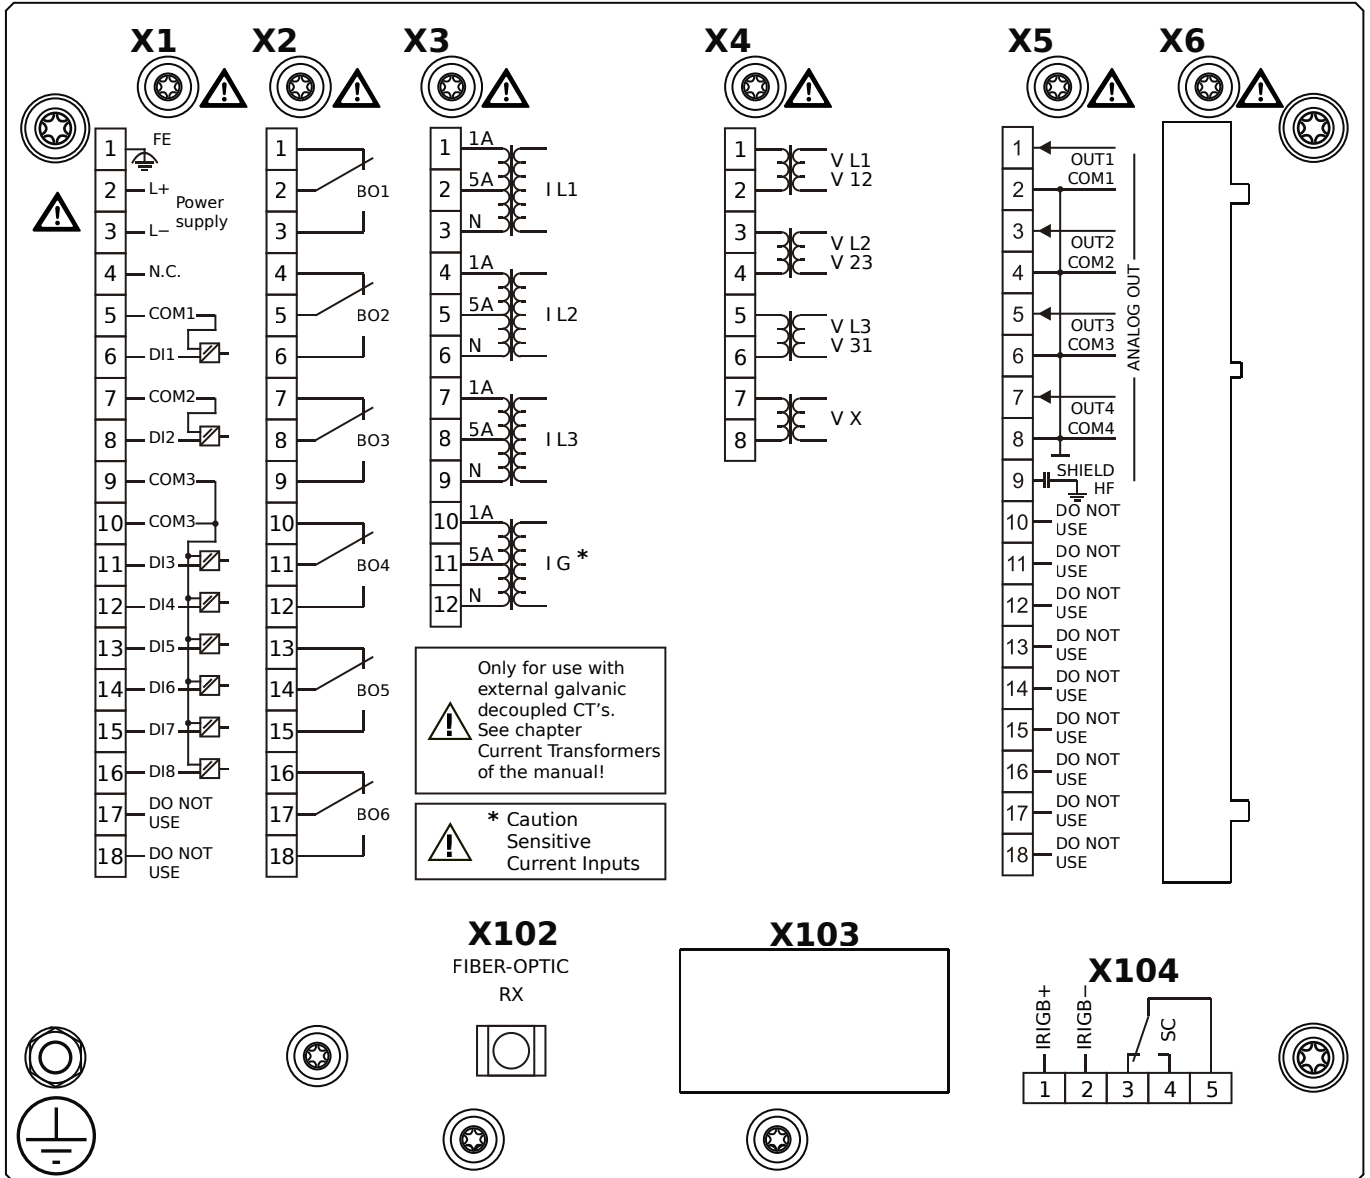 X1 X2 X3 X4 X5 X6
1 FE
2 L+
Power
supply
3 L−
4 N.C.
5 COM1
6 DI1
7 COM2
8 DI2
9 COM3
10 COM3
11 DI3
12 DI4
13 DI5
14 DI6
15 DI7
16 DI8
17 DO NOT
USE
18 DO NOT
USE
1
2 BO1
3
4
5 BO2
6
7
8 BO3
9
10
11 BO4
12
13
14 BO5
15
16
17 BO6
18
1 1A
2 5A I L1
3 N
4 1A
5 5A I L2
6 N
7 1A
8 5A I L3
9 N
10 1A
11 5A I G *
12 N
Only for use with
external galvanic
decoupled CT's.
See chapter
Current Transformers
of the manual!
* Caution
Sensitive
Current Inputs
1 V L1
2 V 12
3 V L2
4 V 23
5 V L3
6 V 31
7 V X
8
1 OUT1
2 COM1
3 OUT2
4 COM2
5 OUT3
6 COM3
7 OUT4
8 COM4
ANALOG OUT
9 SHIELD
HF
10 DO NOT
USE
11 DO NOT
USE
12 DO NOT
USE
13 DO NOT
USE
14 DO NOT
USE
15 DO NOT
USE
16 DO NOT
USE
17 DO NOT
USE
18 DO NOT
USE
X102
FIBER-OPTIC
RX
X103
X104
IRIGB+
IRIGB−
SC
1 2 3 4 5